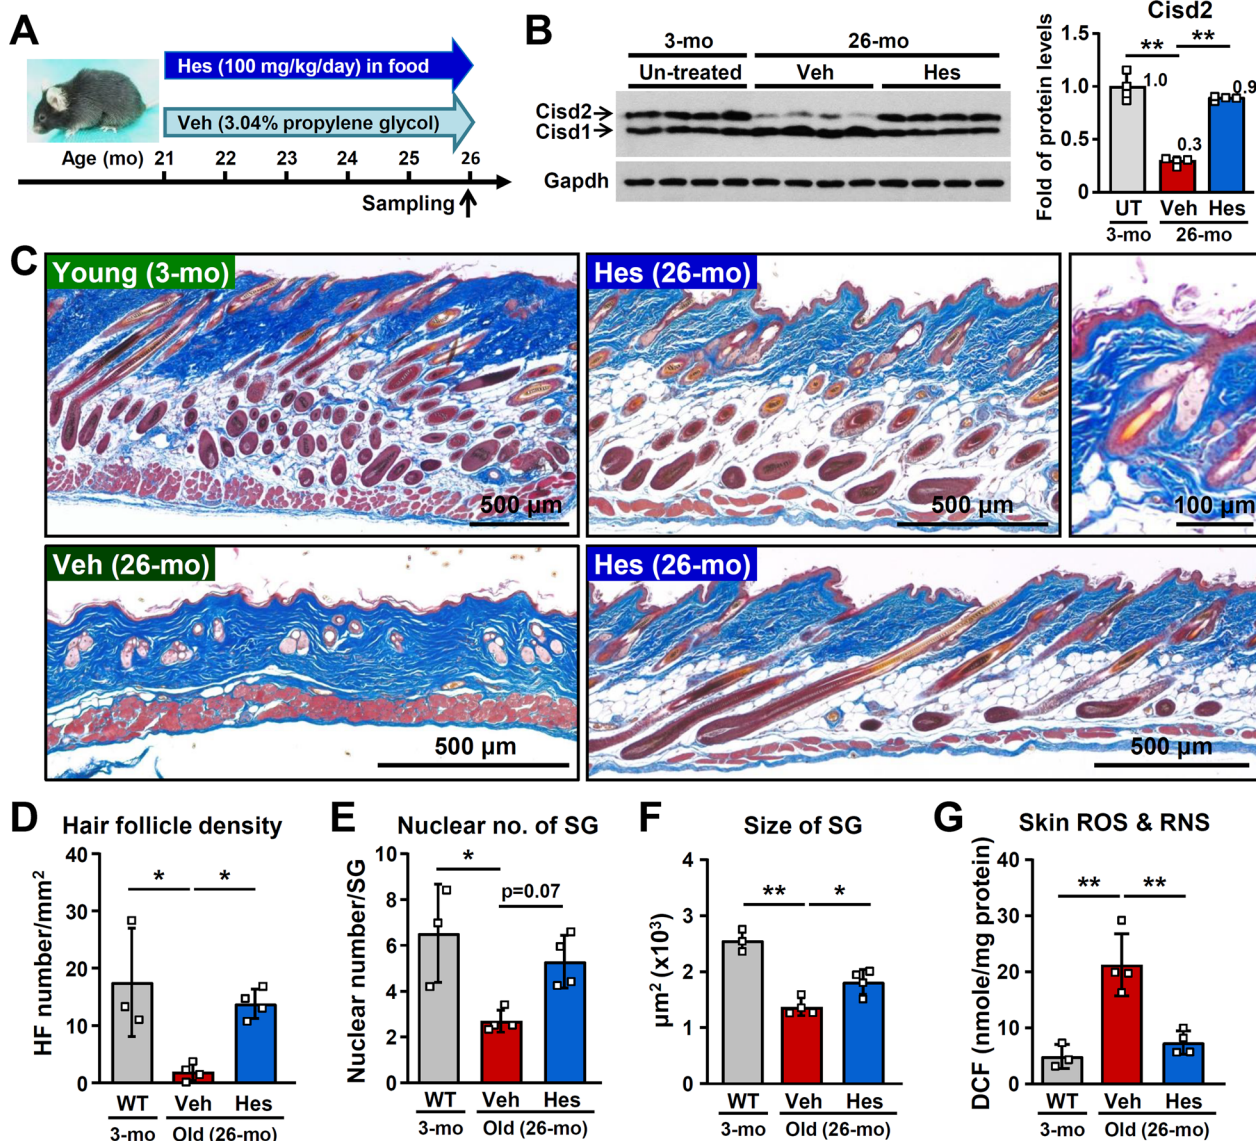 A
Hes (100 mg/kg/day) in food
Veh (3.04% propylene glycol)
Age (mo) 21 22 23 24 25 26
Sampling
B
3-mo 26-mo
Un-treated Veh Hes
Cisd2
Cisd1
Gapdh
Cisd2
Fold of protein levels
1.5
1.0
0.5
0
** **
1.0
0.3
0.9
UT Veh Hes
3-mo 26-mo
C
Young (3-mo)
500 µm
Hes (26-mo)
500 µm
100 µm
Veh (26-mo)
500 µm
Hes (26-mo)
500 µm
D
Hair follicle density
HF number/mm²
40
30
20
10
0
* *
WT Veh Hes
3-mo Old (26-mo)
E
Nuclear no. of SG
Nuclear number/SG
10
8
6
4
2
0
*
p=0.07
WT Veh Hes
3-mo Old (26-mo)
F
Size of SG
µm² (x10³)
4
3
2
1
0
** *
WT Veh Hes
3-mo Old (26-mo)
G
Skin ROS & RNS
DCF (nmole/mg protein)
40
30
20
10
0
** **
WT Veh Hes
3-mo Old (26-mo)